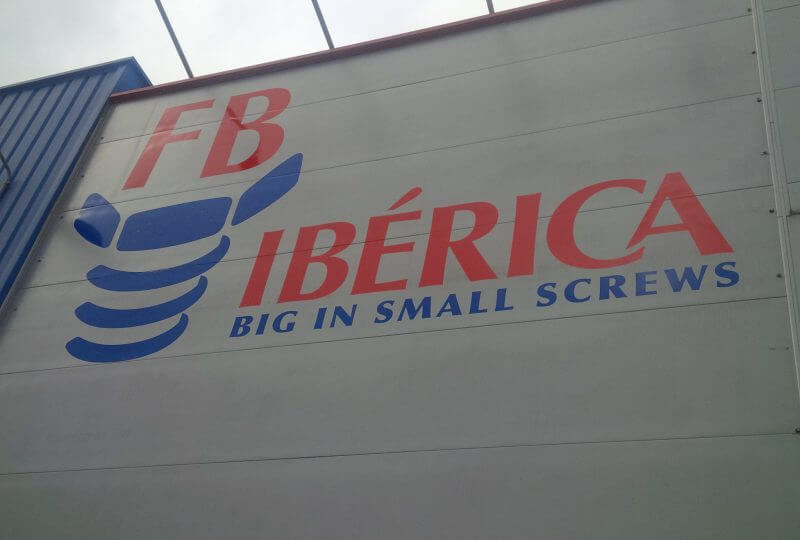 FB
IBÉRICA
BIG IN SMALL SCREWS